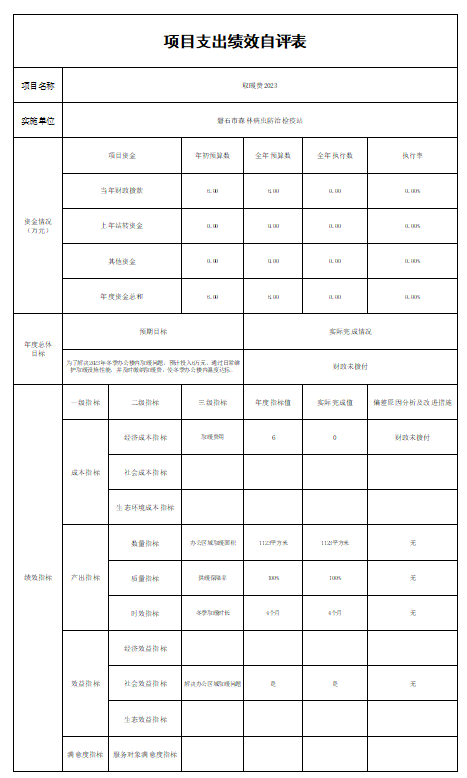 项目支出绩效自评表
项目名称 取暖费2023
实施单位 磐石市森林病虫防治检疫站
资金情况（万元） 项目资金 年初预算数 全年预算数 全年执行数 执行率
当年财政拨款 6.00 6.00 0.00 0.00%
上年结转资金 0.00 0.00 0.00 0.00%
其他资金 0.00 0.00 0.00 0.00%
年度资金总和 6.00 6.00 0.00 0.00%
年度总体目标 预期目标 实际完成情况
为了解决2023年冬季办公楼内取暖问题，预计投入6万元，通过日常维护取暖设施性能，并及时缴纳取暖费，使冬季办公楼内温度达标。 财政未拨付
绩效指标 一级指标 二级指标 三级指标 年度指标值 实际完成值 偏差原因分析及改进措施
成本指标 经济成本指标 取暖费用 6 0 财政未拨付
社会成本指标
生态环境成本指标
产出指标 数量指标 办公区域取暖面积 1123平方米 1123平方米 无
质量指标 供暖保障率 100% 100% 无
时效指标 冬季取暖时长 6个月 6个月 无
效益指标 经济效益指标
社会效益指标 解决办公区域取暖问题 是 是 无
生态效益指标
满意度指标 服务对象满意度指标